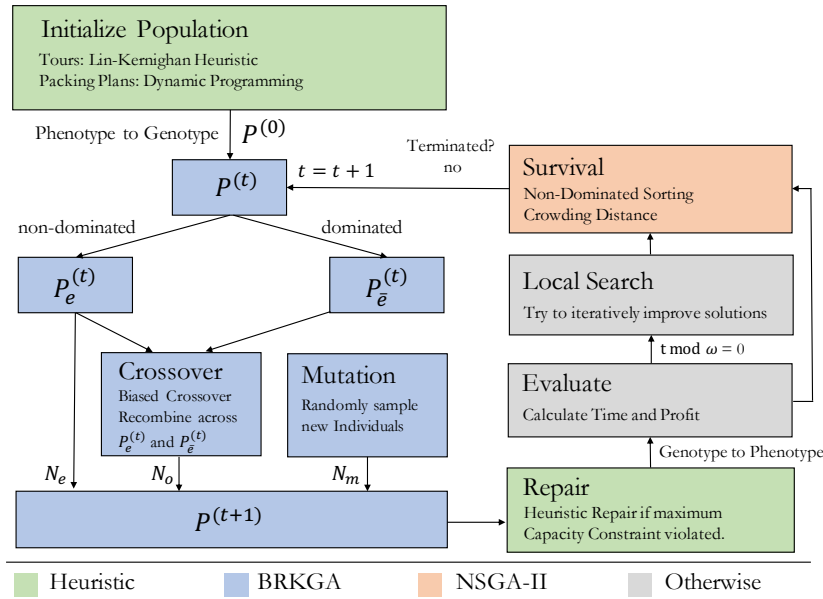 Initialize Population
Tours: Lin-Kernighan Heuristic
Packing Plans: Dynamic Programming
Phenotype to Genotype
P^(0)
Terminated?
no
t = t + 1
P^(t)
Survival
Non-Dominated Sorting
Crowding Distance
non-dominated
dominated
P_e^(t)
P_ē^(t)
Local Search
Try to iteratively improve solutions
t mod ω = 0
Crossover
Biased Crossover
Recombine across
P_e^(t) and P_ē^(t)
Mutation
Randomly sample
new Individuals
Evaluate
Calculate Time and Profit
Genotype to Phenotype
N_e
N_o
N_m
P^(t+1)
Repair
Heuristic Repair if maximum
Capacity Constraint violated.
Heuristic
BRKGA
NSGA-II
Otherwise